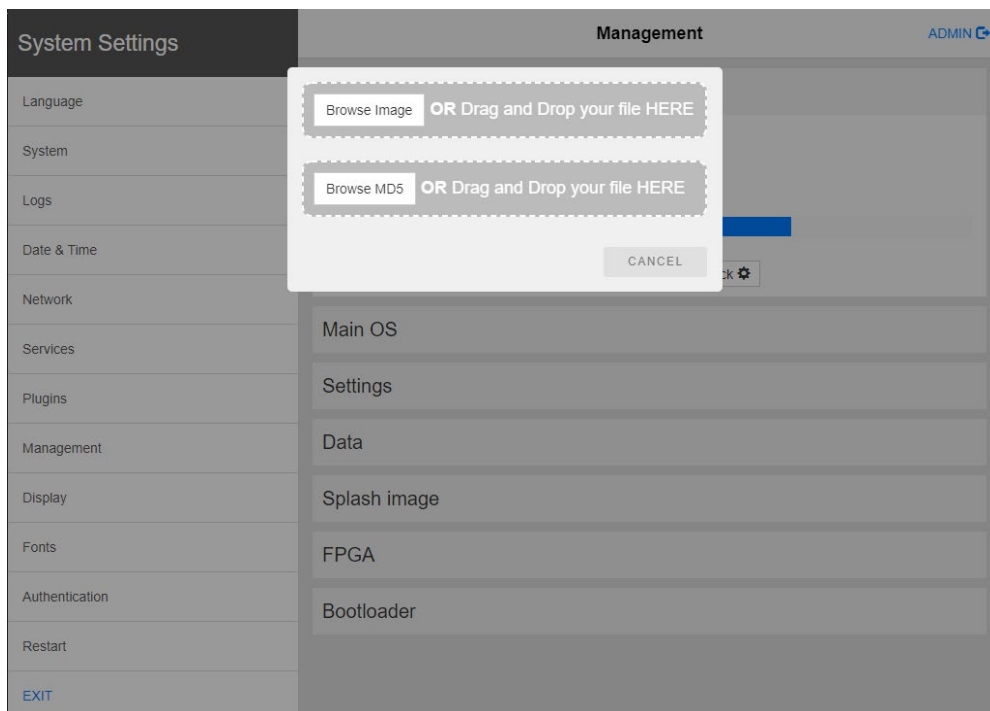 System Settings
Management
ADMIN
Language
System
Logs
Date & Time
Network
Services
Plugins
Management
Display
Fonts
Authentication
Restart
EXIT
Browse Image OR Drag and Drop your file HERE
Browse MD5 OR Drag and Drop your file HERE
CANCEL
Main OS
Settings
Data
Splash image
FPGA
Bootloader